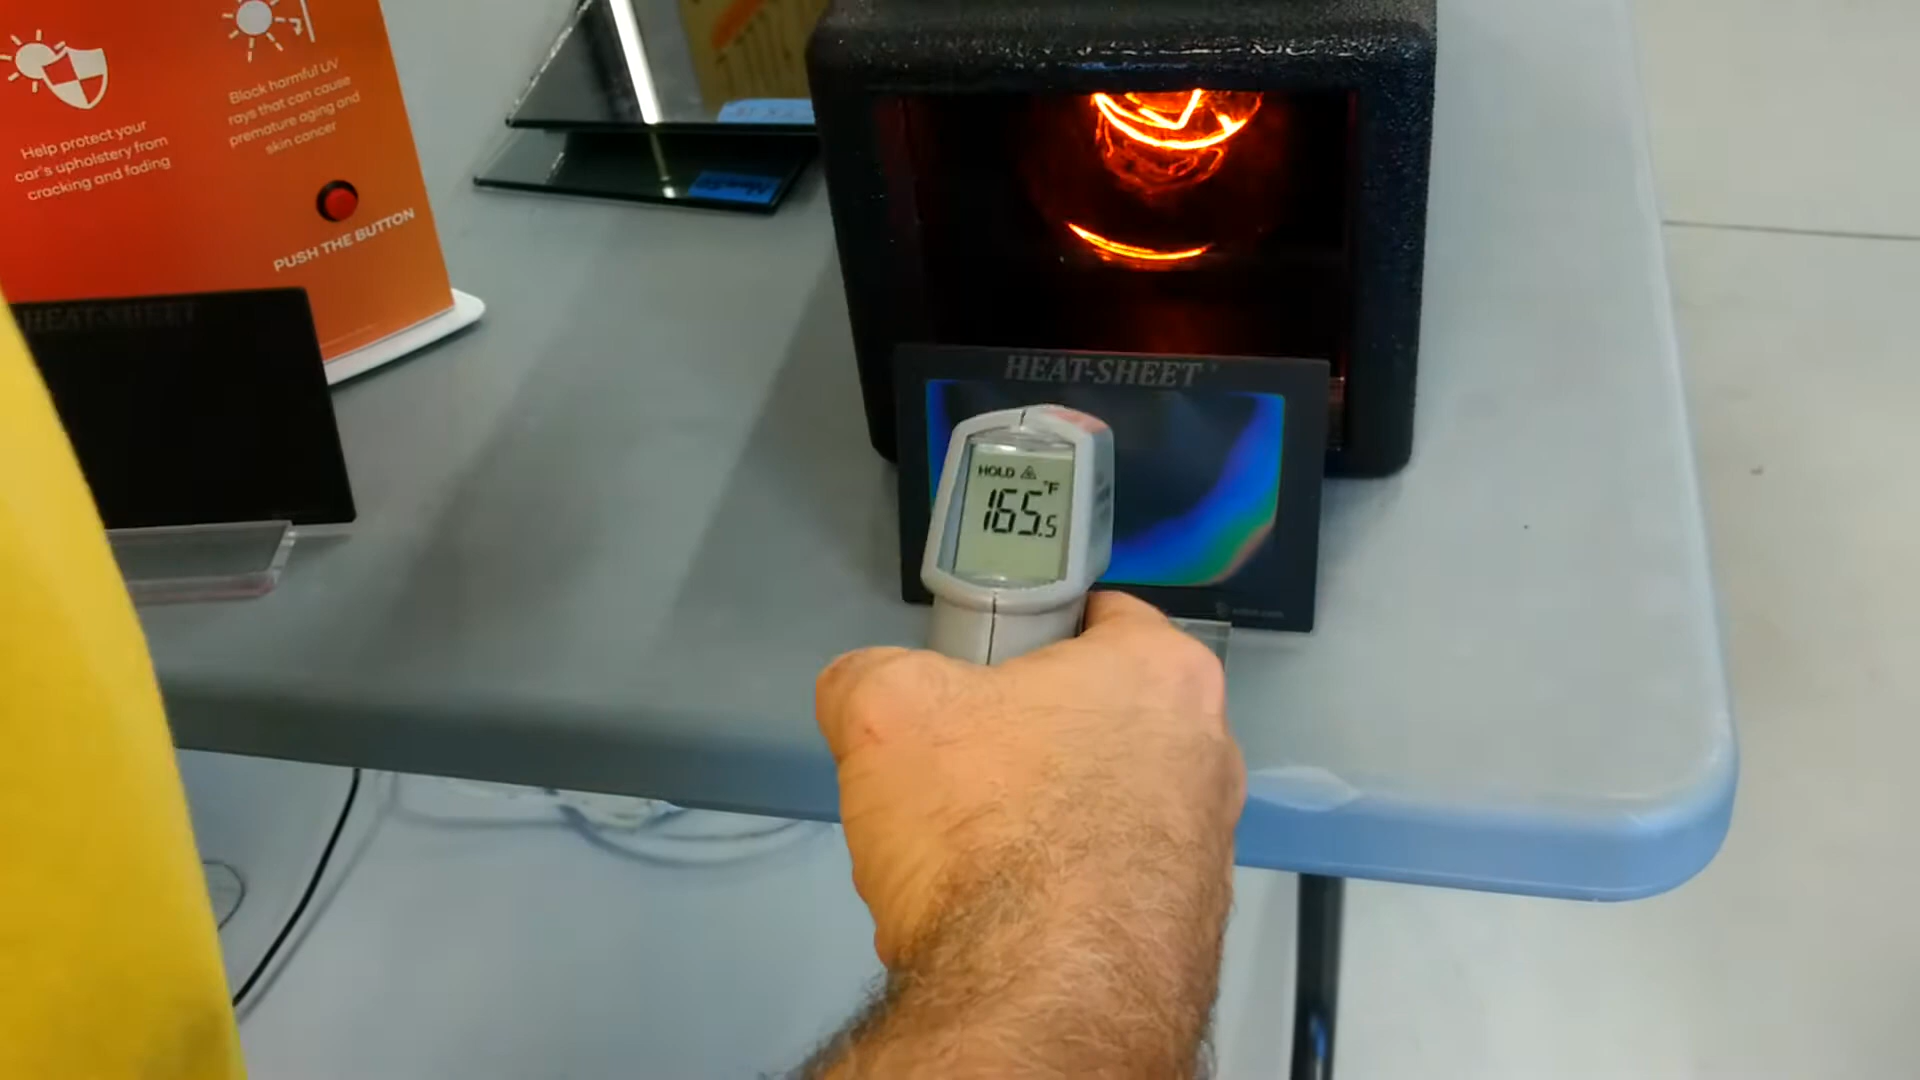 Help protect your
car's upholstery from
cracking and fading
Block harmful UV
rays that can cause
premature aging and
skin cancer
PUSH THE BUTTON
HEAT-SHEET
HEAT-SHEET
HOLD
°F
165.5